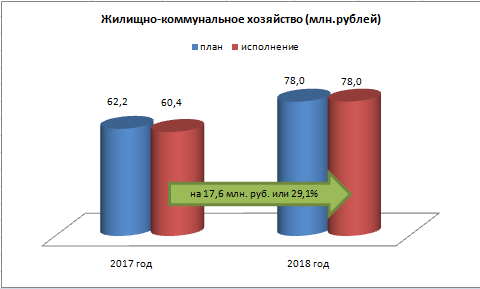 Жилищно-коммунальное хозяйство (млн.рублей)
план исполнение
62,2 60,4 78,0 78,0
на 17,6 млн. руб. или 29,1%
2017 год 2018 год